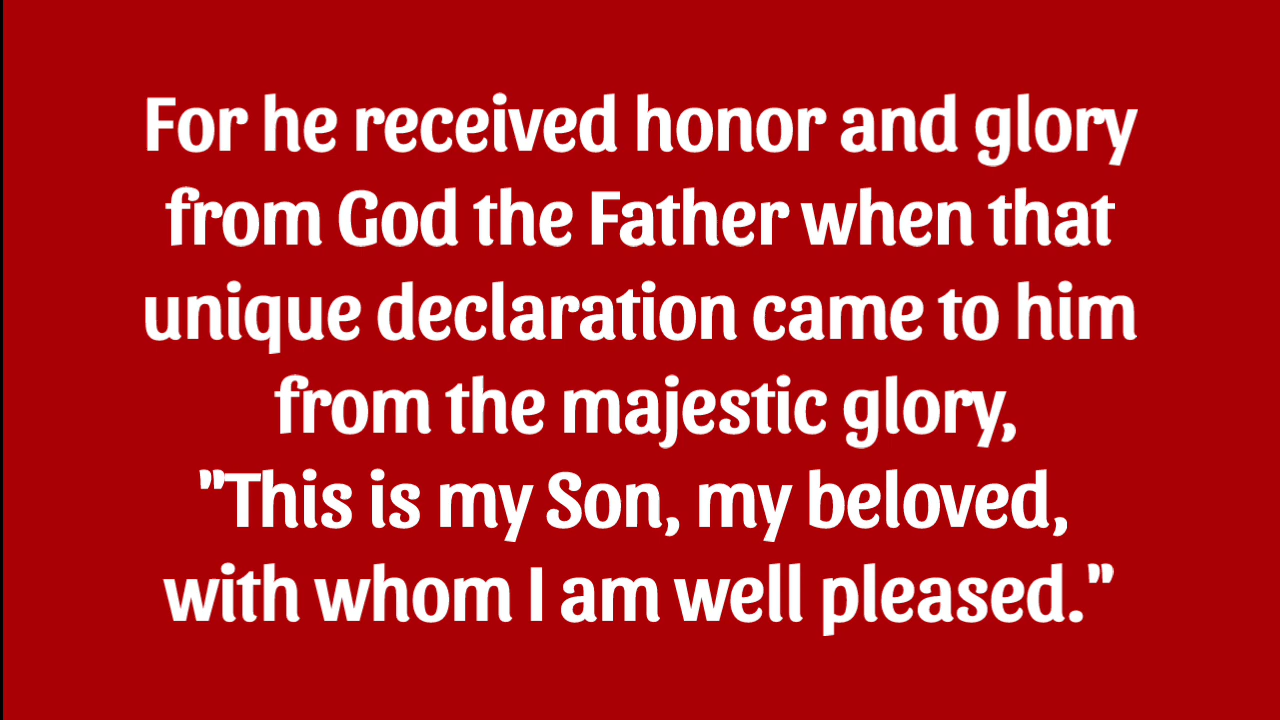 For he received honor and glory
from God the Father when that
unique declaration came to him
from the majestic glory,
"This is my Son, my beloved,
with whom I am well pleased."